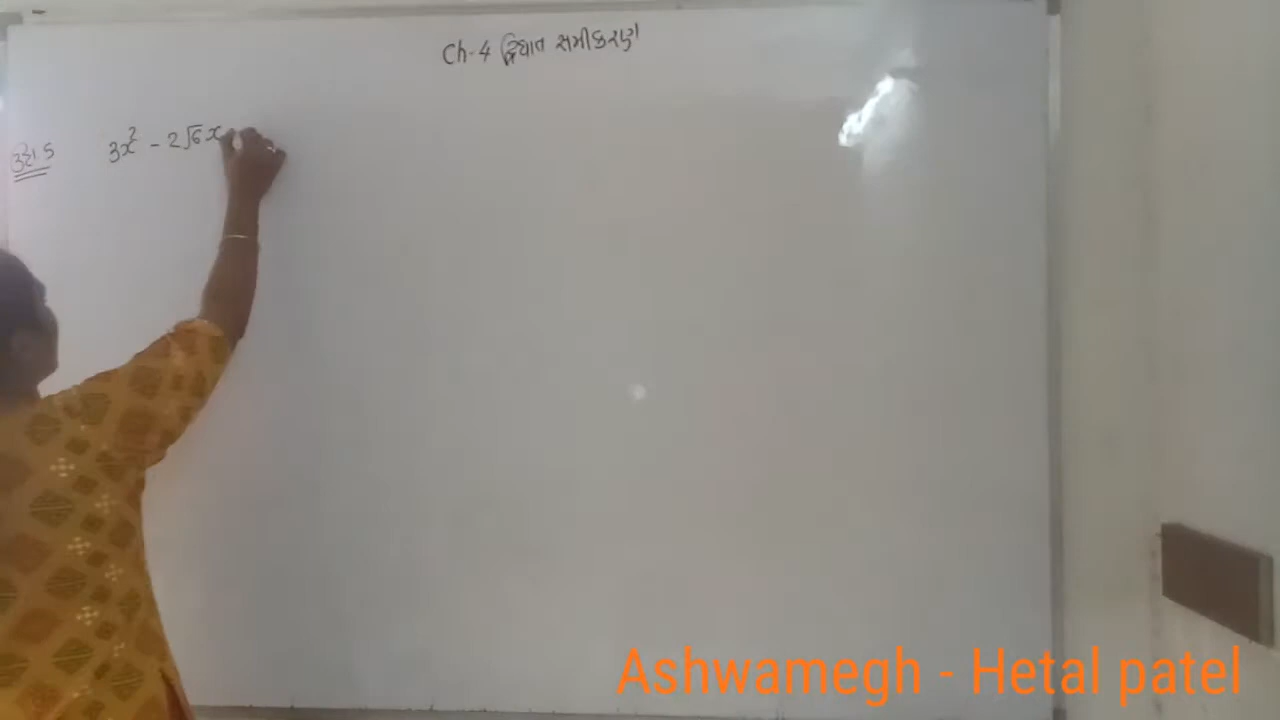 Ch-4 દ્વિઘાત સમીકરણ
ઉદા. 5 3x² - 2√6x
Ashwamegh - Hetal patel